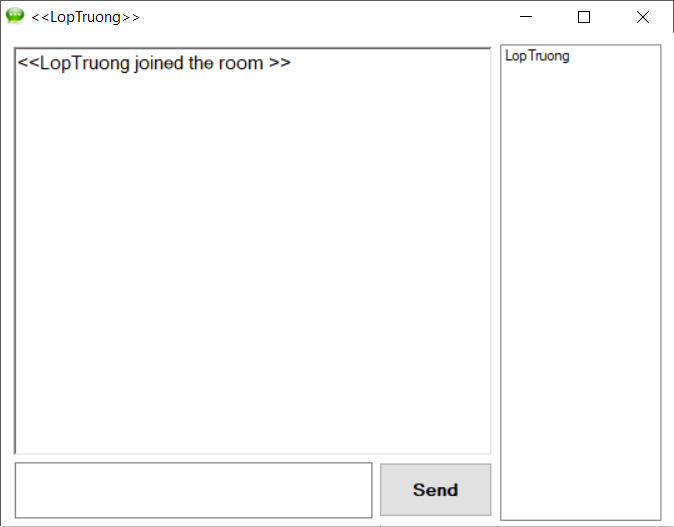 <<LopTruong>>
<<LopTruong joined the room >>
LopTruong
Send